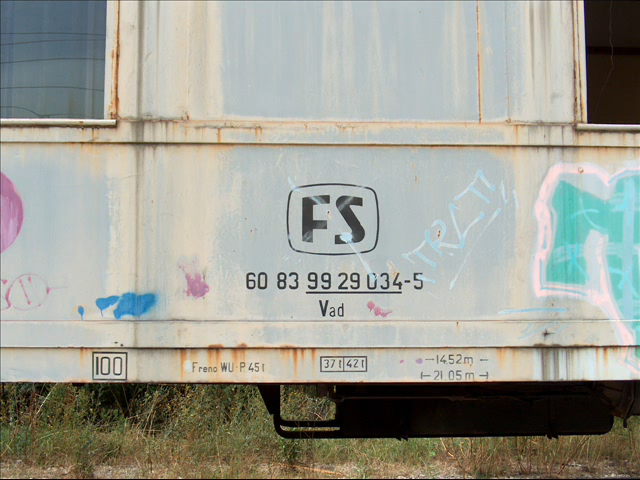 FS
60 83 99 29 034-5
Vad
100
Freno WU-P 45t
37t 42t
14.52m
21.05m